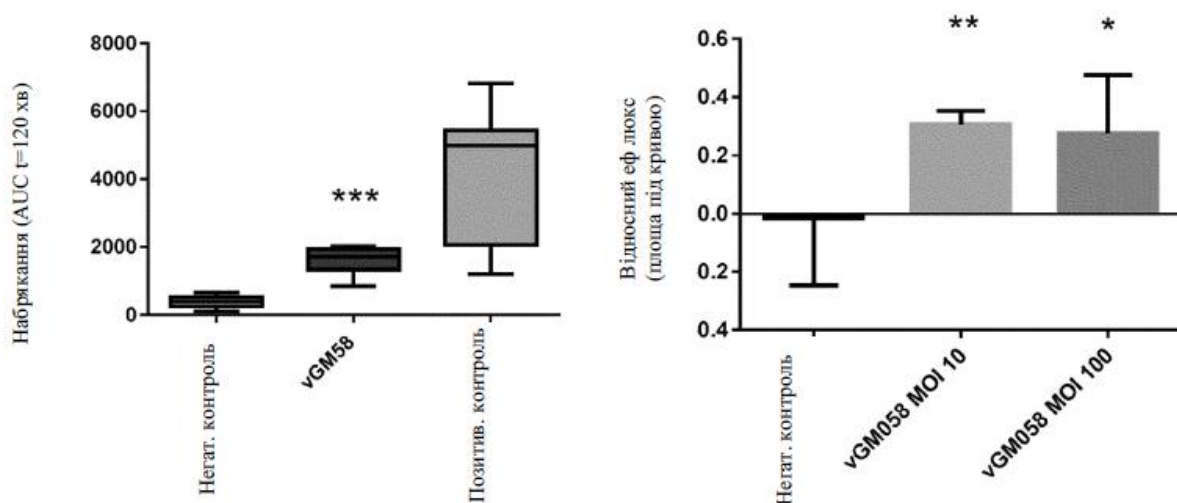 8000
6000
4000
2000
0
Набрякання (AUC t=120 хв)
***
Негат. контроль
vGM58
Позитив. контроль
0.6
0.4
0.2
0.0
0.2
0.4
Відносний еф люкс
(площа під кривою)
**
*
Негат. контроль
vGM058 MOI 10
vGM058 MOI 100